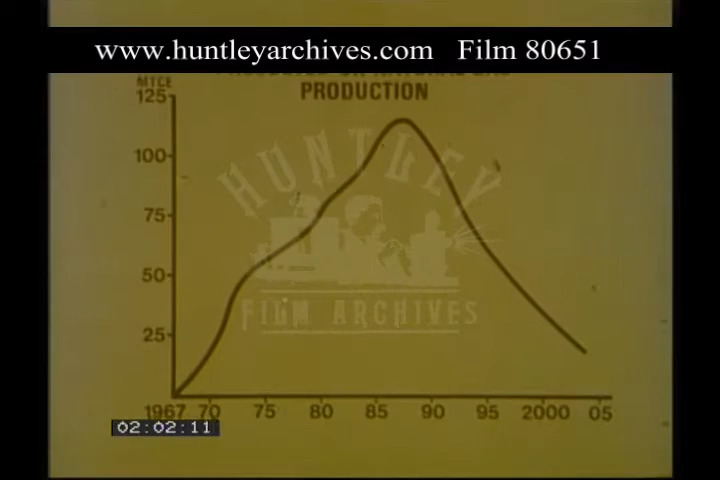 www.huntleyarchives.com Film 80651
PRODUCTION
MTCE
125
100
75
50
25
1967 70 75 80 85 90 95 2000 05
HUNTLEY
FILM ARCHIVES
02:02:11